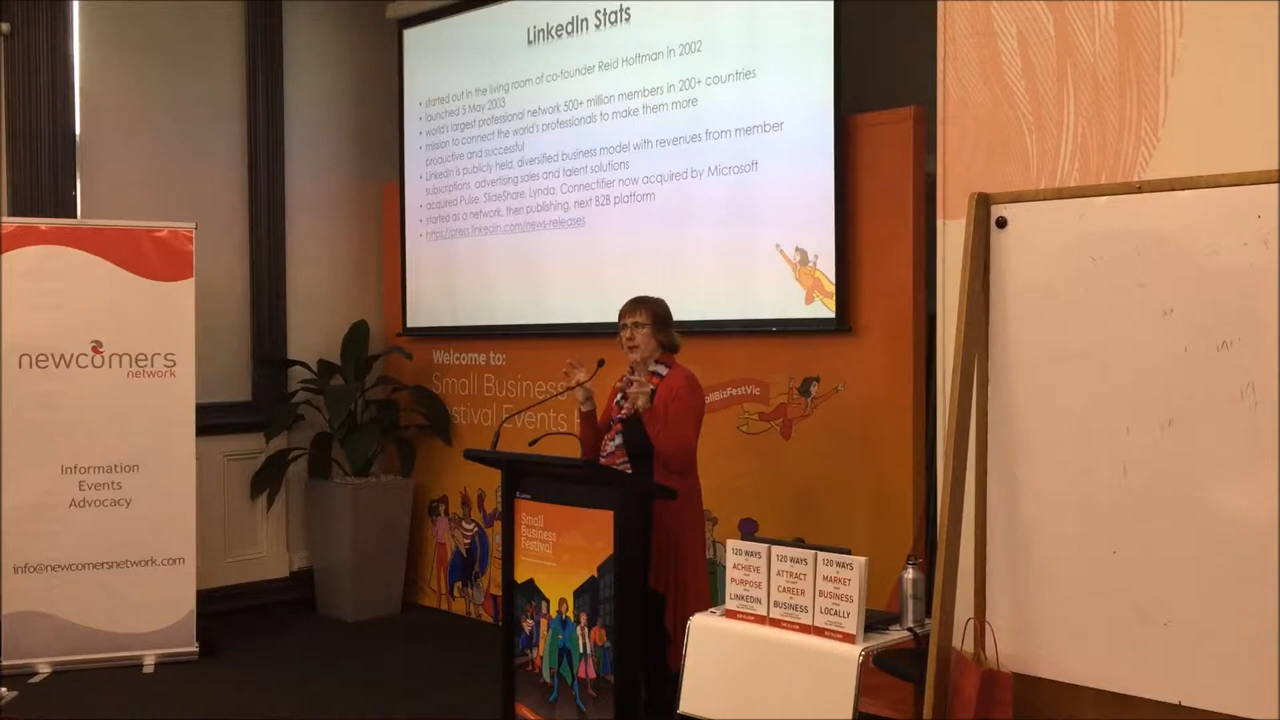 LinkedIn Stats
• started out in the living room of co-founder Reid Hoffman in 2002
• launched 5 May 2003
• world's largest professional network 500+ million members in 200+ countries
• mission to connect the world's professionals to make them more
productive and successful
• LinkedIn is publicly held, diversified business model with revenues from member
subscriptions, advertising sales and talent solutions
• acquired Pulse, SlideShare, Lynda, Connectifier now acquired by Microsoft
• started as a network, then publishing, next B2B platform
• https://press.linkedin.com/news-releases
newcomers
network
Information
Events
Advocacy
info@newcomersnetwork.com
Welcome to:
Small Business
Festival Events H
allBizFestVic
Small
Business
Festival
120 WAYS
ACHIEVE
PURPOSE
LINKEDIN
120 WAYS
ATTRACT
CAREER
BUSINESS
120 WAYS
MARKET
BUSINESS
LOCALLY